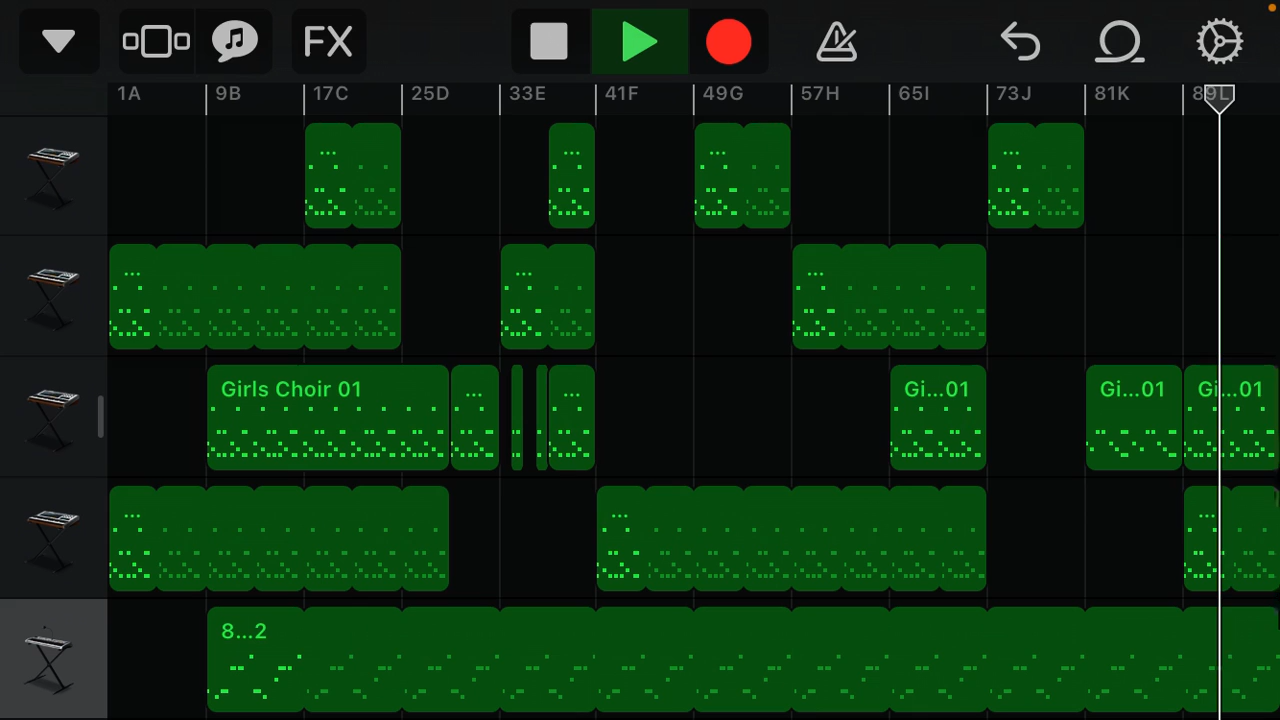 FX
1A 9B 17C 25D 33E 41F 49G 57H 65I 73J 81K 89L
... ... ... ...
... ... ...
Girls Choir 01 ... ... Gi...01 Gi...01 Gi...01
... ... ...
8...2